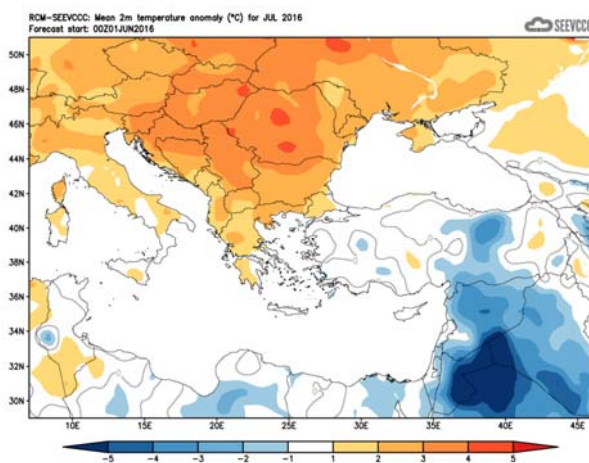 RCM-SEEVCCC: Mean 2m temperature anomaly (°C) for JUL 2016
Forecast start: 00Z01JUN2016
SEEVCCC
50N
48N
46N
44N
42N
40N
38N
36N
34N
32N
30N
10E 15E 20E 25E 30E 35E 40E 45E
-5 -4 -3 -2 -1 1 2 3 4 5